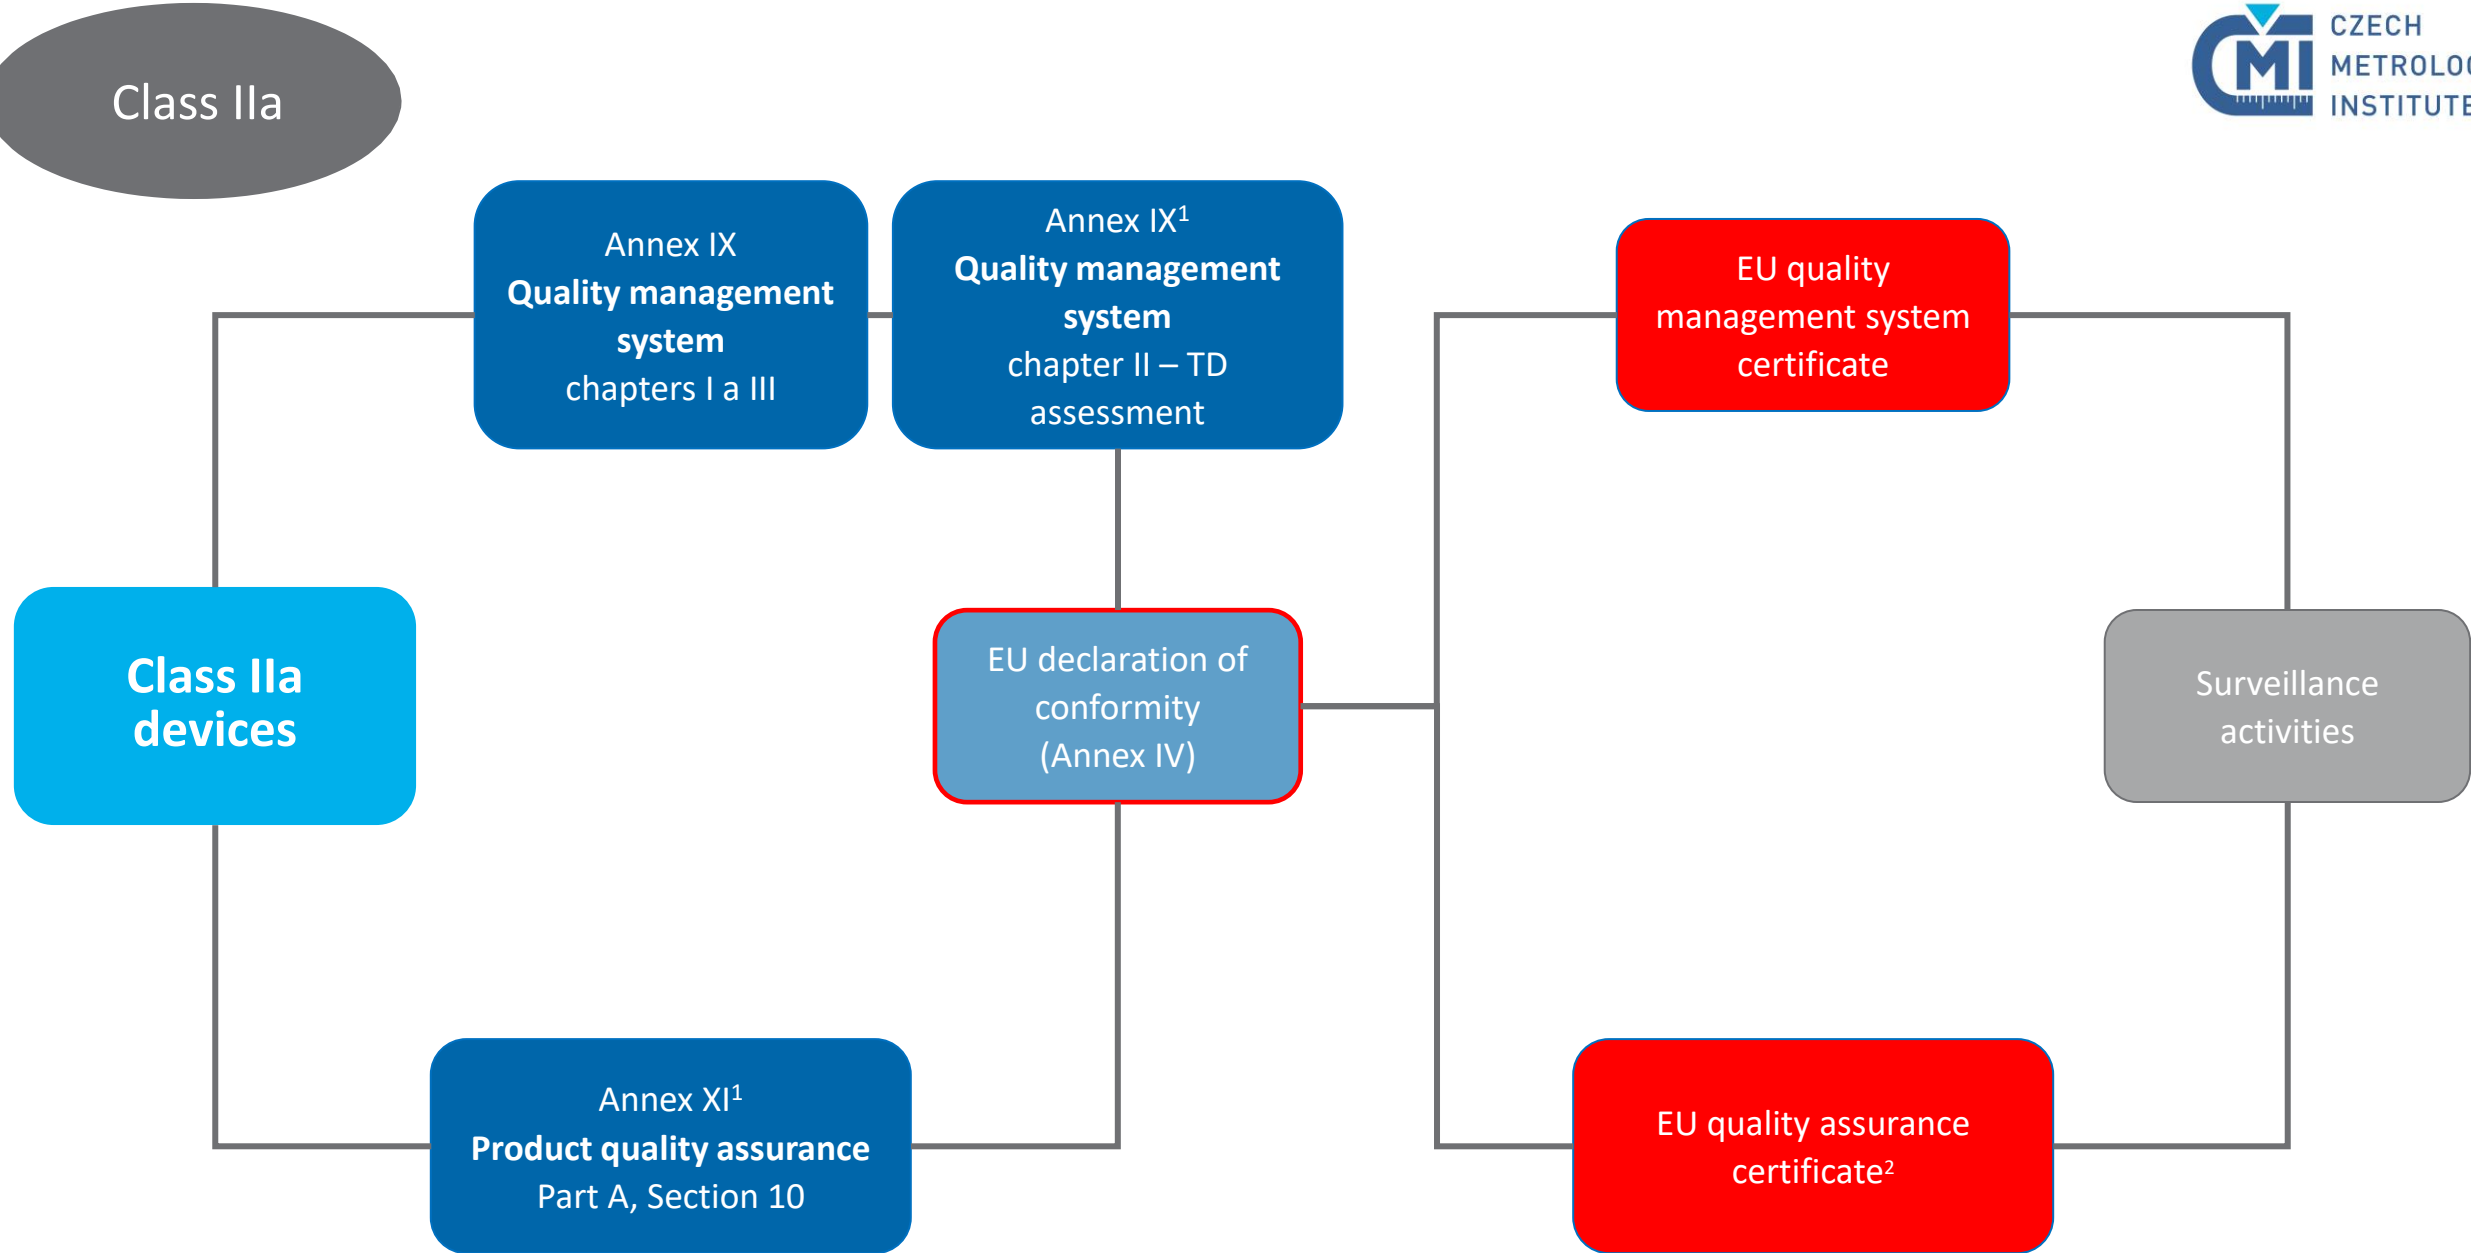 Class IIa
CZECH
INSTITUTE
Annex IX
Quality management
system
chapters I a III
Annex IX¹
Quality management
system
chapter II – TD
assessment
EU quality
management system
certificate
Class IIa
devices
EU declaration of
conformity
(Annex IV)
Surveillance
activities
Annex XI¹
Product quality assurance
Part A, Section 10
EU quality assurance
certificate²
CMI